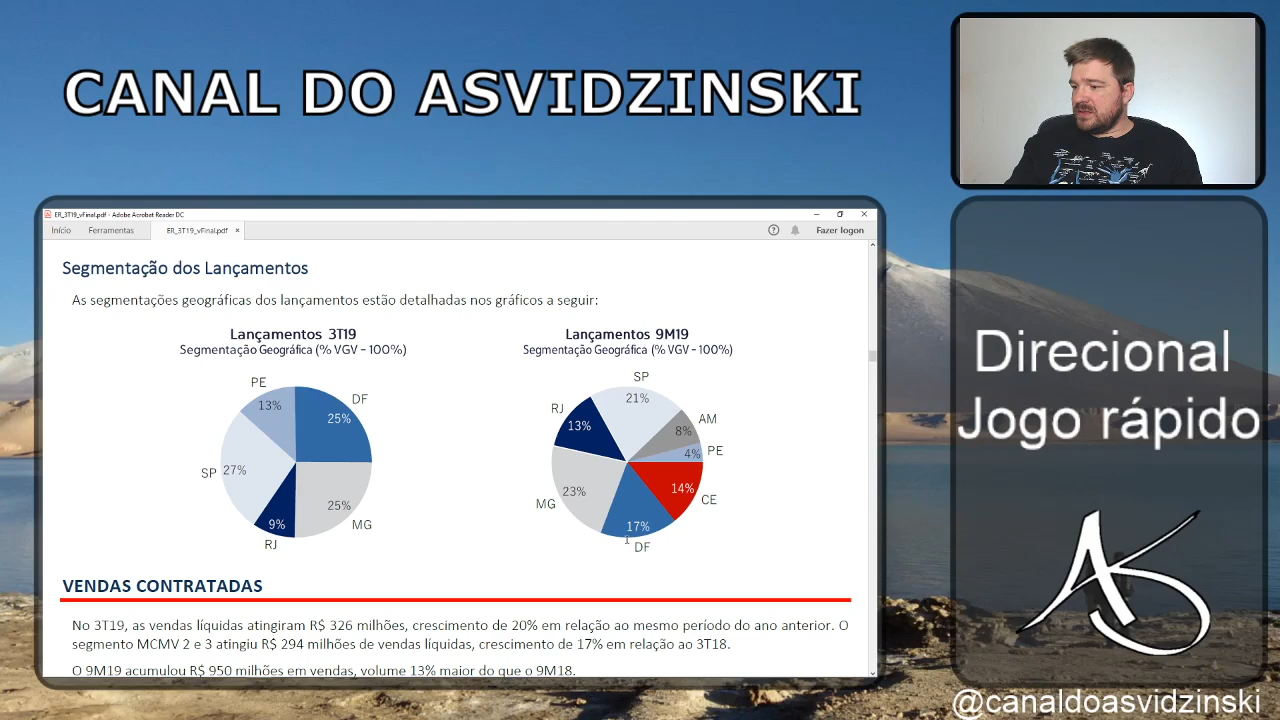 CANAL DO ASVIDZINSKI
ER_3T19_vFinal.pdf - Adobe Acrobat Reader DC
Início Ferramentas ER_3T19_vFinal.pdf × Fazer logon
Segmentação dos Lançamentos
As segmentações geográficas dos lançamentos estão detalhadas nos gráficos a seguir:
Lançamentos 3T19
Segmentação Geográfica (% VGV - 100%)
PE
13%
DF
25%
SP
27%
25%
MG
9%
RJ
Lançamentos 9M19
Segmentação Geográfica (% VGV - 100%)
SP
21%
RJ
13%
AM
8%
PE
4%
MG
23%
14%
CE
17%
DF
VENDAS CONTRATADAS
No 3T19, as vendas líquidas atingiram R$ 326 milhões, crescimento de 20% em relação ao mesmo período do ano anterior. O
segmento MCMV 2 e 3 atingiu R$ 294 milhões de vendas líquidas, crescimento de 17% em relação ao 3T18.
O 9M19 acumulou R$ 950 milhões em vendas, volume 13% maior do que o 9M18.
Direcional
Jogo rápido
@canaldoasvidzinski